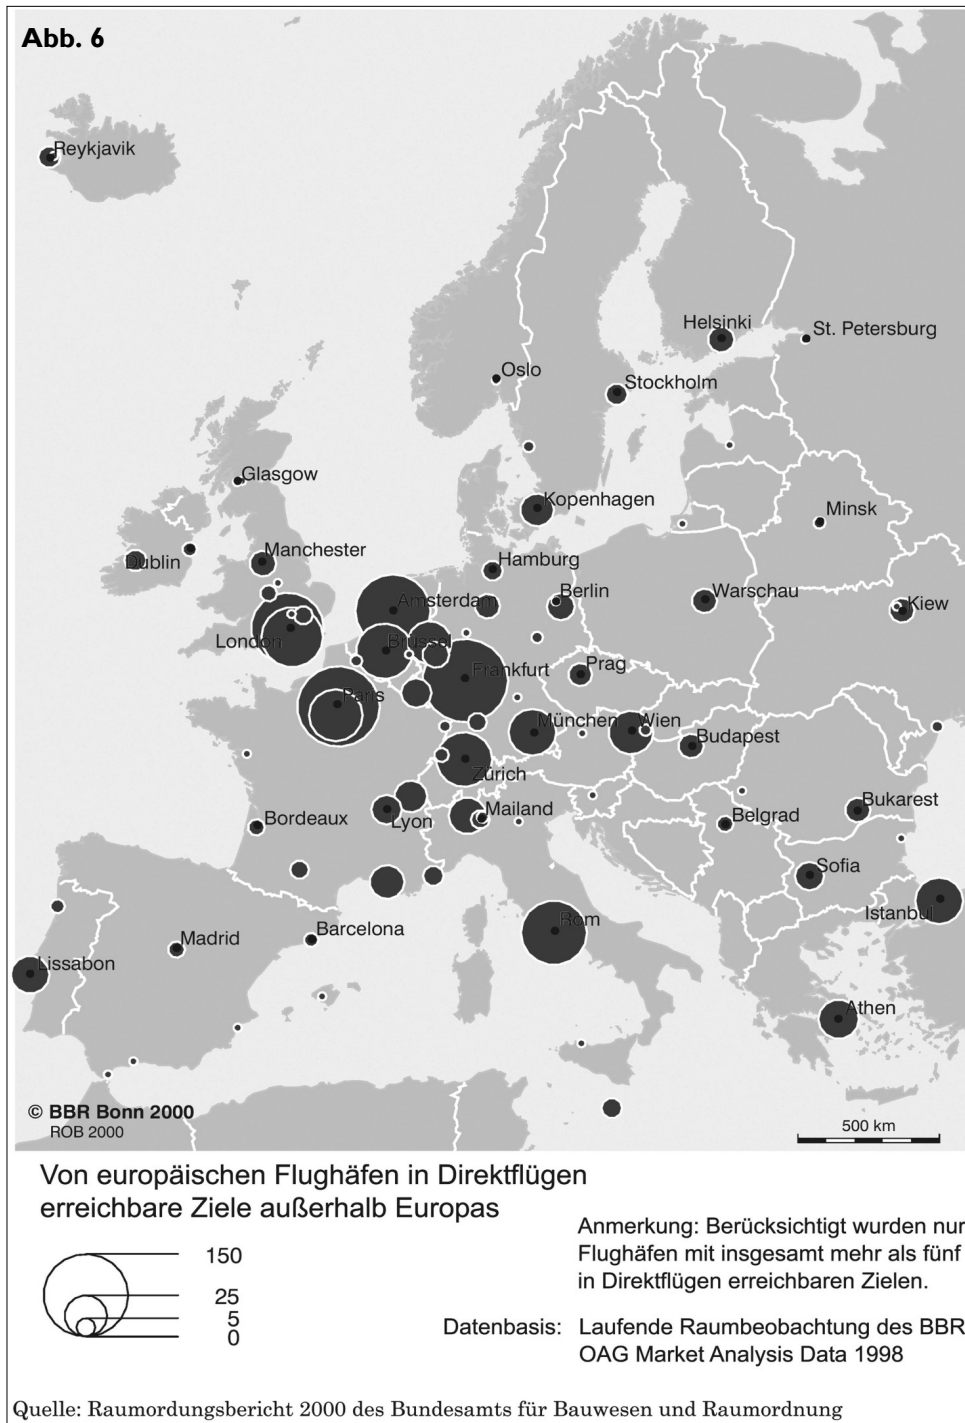 Abb. 6
Reykjavik
Helsinki
St. Petersburg
Oslo
Stockholm
Glasgow
Kopenhagen
Minsk
Dublin
Manchester
Hamburg
Amsterdam
Berlin
Warschau
Kiew
London
Brüssel
Frankfurt
Prag
Paris
München
Wien
Budapest
Zürich
Bordeaux
Lyon
Mailand
Belgrad
Bukarest
Sofia
Istanbul
Madrid
Barcelona
Rom
Lissabon
Athen
© BBR Bonn 2000
ROB 2000
500 km
Von europäischen Flughäfen in Direktflügen
erreichbare Ziele außerhalb Europas
150
25
5
0
Anmerkung: Berücksichtigt wurden nur
Flughäfen mit insgesamt mehr als fünf
in Direktflügen erreichbaren Zielen.
Datenbasis: Laufende Raumbeobachtung des BBR
OAG Market Analysis Data 1998
Quelle: Raumordungsbericht 2000 des Bundesamts für Bauwesen und Raumordnung